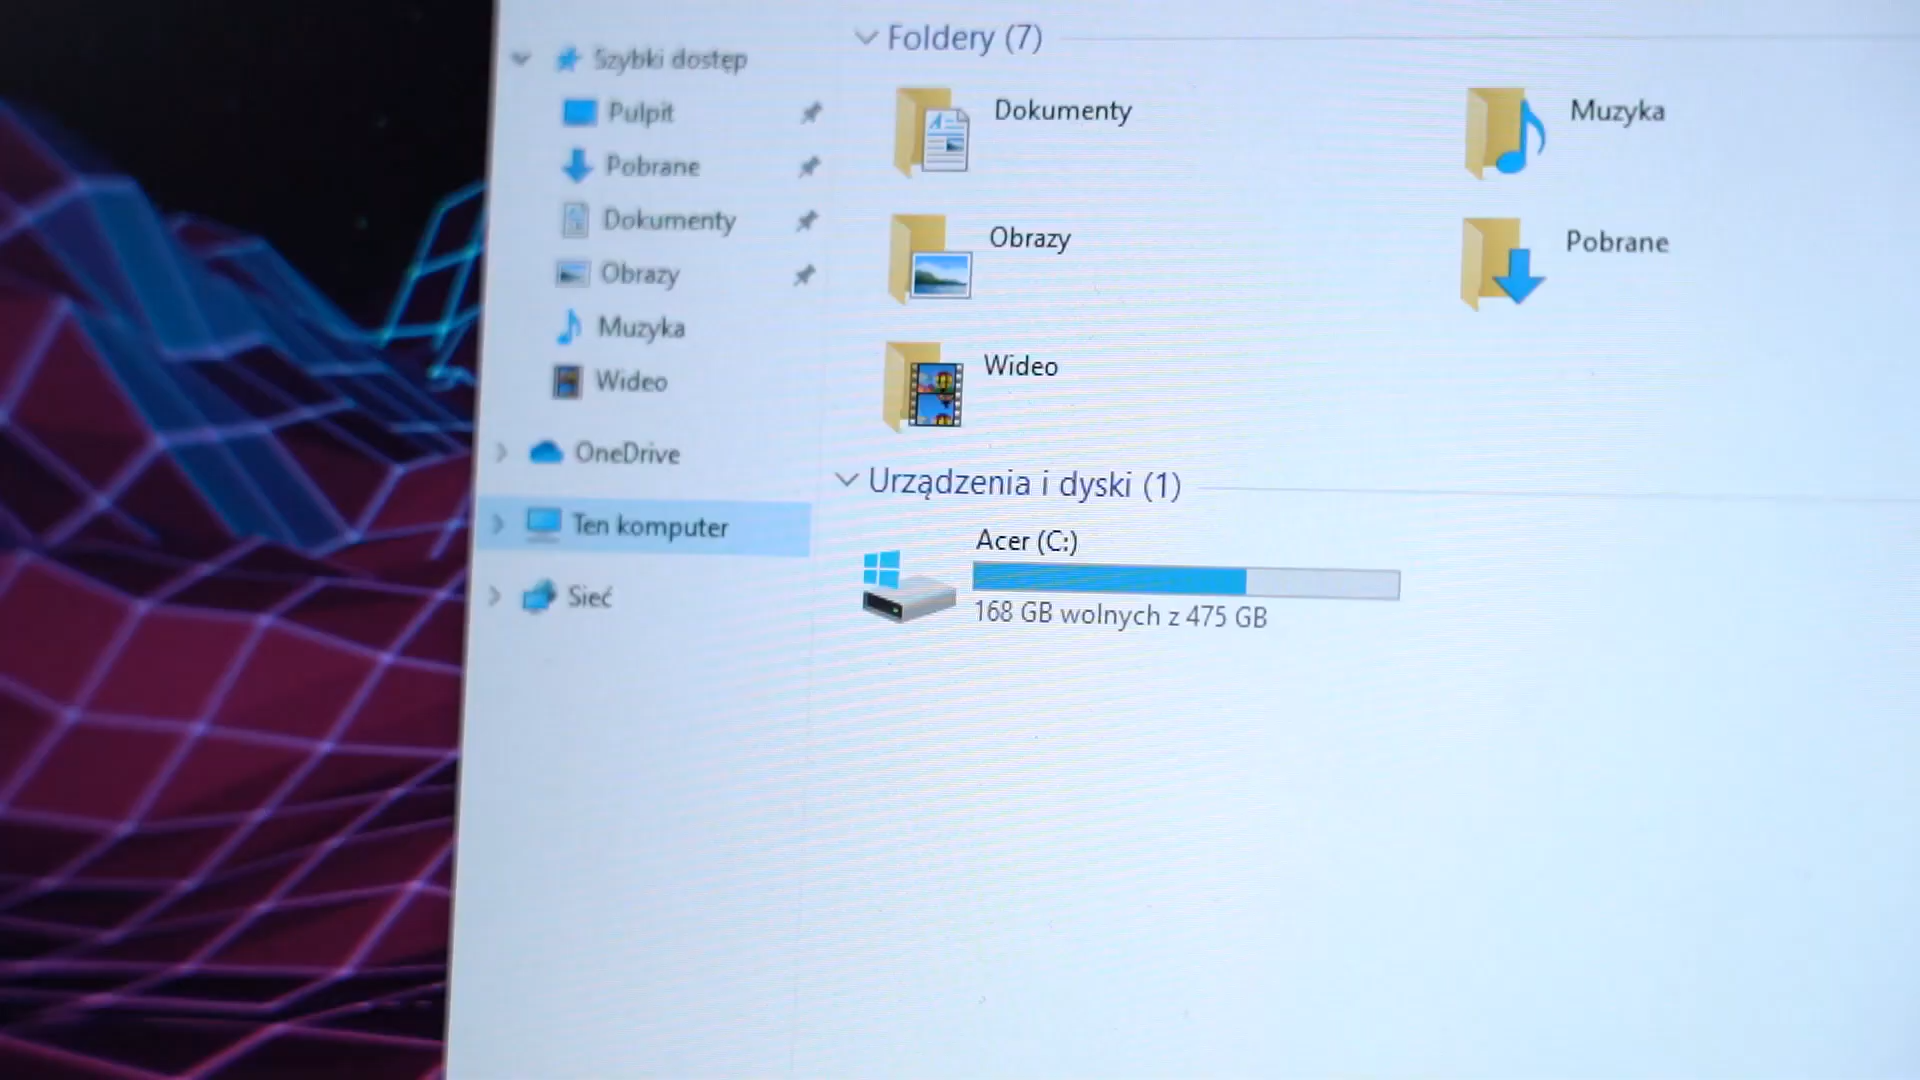 Szybki dostęp
Pulpit
Pobrane
Dokumenty
Obrazy
Muzyka
Wideo
OneDrive
Ten komputer
Sieć
Foldery (7)
Dokumenty
Muzyka
Obrazy
Pobrane
Wideo
Urządzenia i dyski (1)
Acer (C:)
168 GB wolnych z 475 GB